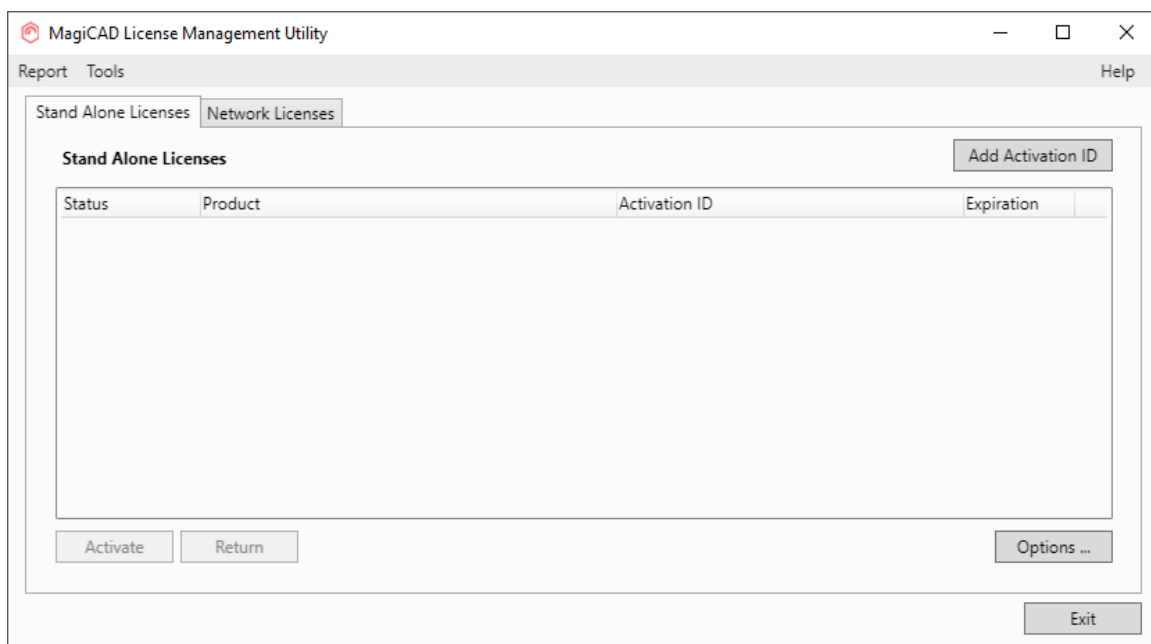 MagiCAD License Management Utility
Report Tools Help
Stand Alone Licenses Network Licenses
Stand Alone Licenses Add Activation ID
Status Product Activation ID Expiration
Activate Return Options ...
Exit